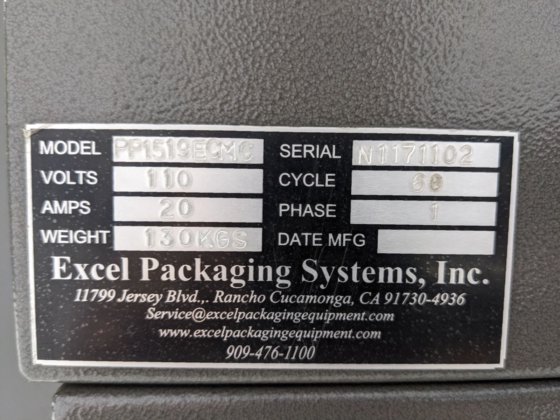 MODEL PP1519ECMC SERIAL N1171102
VOLTS 110 CYCLE 60
AMPS 20 PHASE 1
WEIGHT 130KGS DATE MFG
Excel Packaging Systems, Inc.
11799 Jersey Blvd.,. Rancho Cucamonga, CA 91730-4936
Service@excelpackagingequipment.com
www.excelpackagingequipment.com
909-476-1100